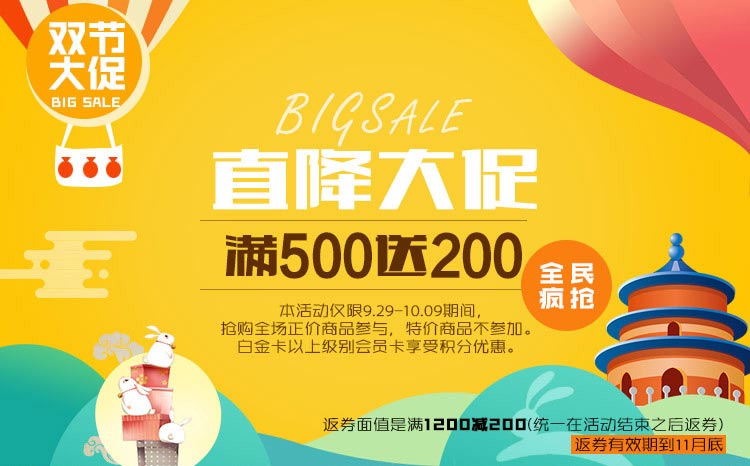 双节
大促
BIG SALE
BIGSALE
直降大促
满500送200
全民
疯抢
本活动仅限9.29-10.09期间，
抢购全场正价商品参与，特价商品不参加。
白金卡以上级别会员卡享受积分优惠。
返券面值是满1200减200(统一在活动结束之后返券)
返券有效期到11月底